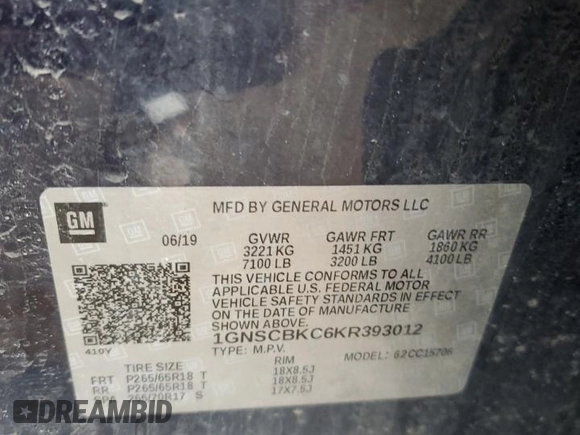 GM
MFD BY GENERAL MOTORS LLC
06/19 GVWR GAWR FRT GAWR RR
3221 KG 1451 KG 1860 KG
7100 LB 3200 LB 4100 LB
THIS VEHICLE CONFORMS TO ALL
APPLICABLE U.S. FEDERAL MOTOR
VEHICLE SAFETY STANDARDS IN EFFECT
ON THE DATE OF MANUFACTURE
SHOWN ABOVE.
1GNSCBKC6KR393012
419Y
TYPE: M.P.V. MODEL: 62CC15706
TIRE SIZE RIM
FRT P265/65R18 T 18X8.5J
RR P265/65R18 T 18X8.5J
SPA 265/70R17 S 17X7.5J
DREAMBID